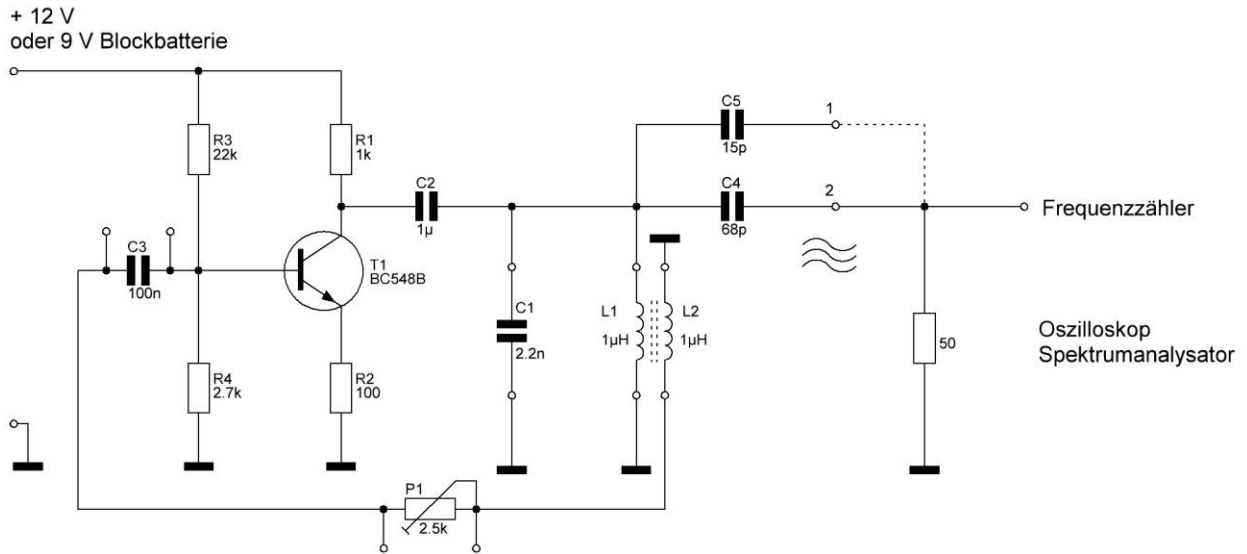 + 12 V
oder 9 V Blockbatterie
C5
15p
1
R3
22k
R1
1k
C2
1µ
C4
68p
2
Frequenzzähler
C3
100n
T1
BC548B
C1
2.2n
L1
1µH
L2
1µH
50
Oszilloskop
Spektrumanalysator
R4
2.7k
R2
100
P1
2.5k